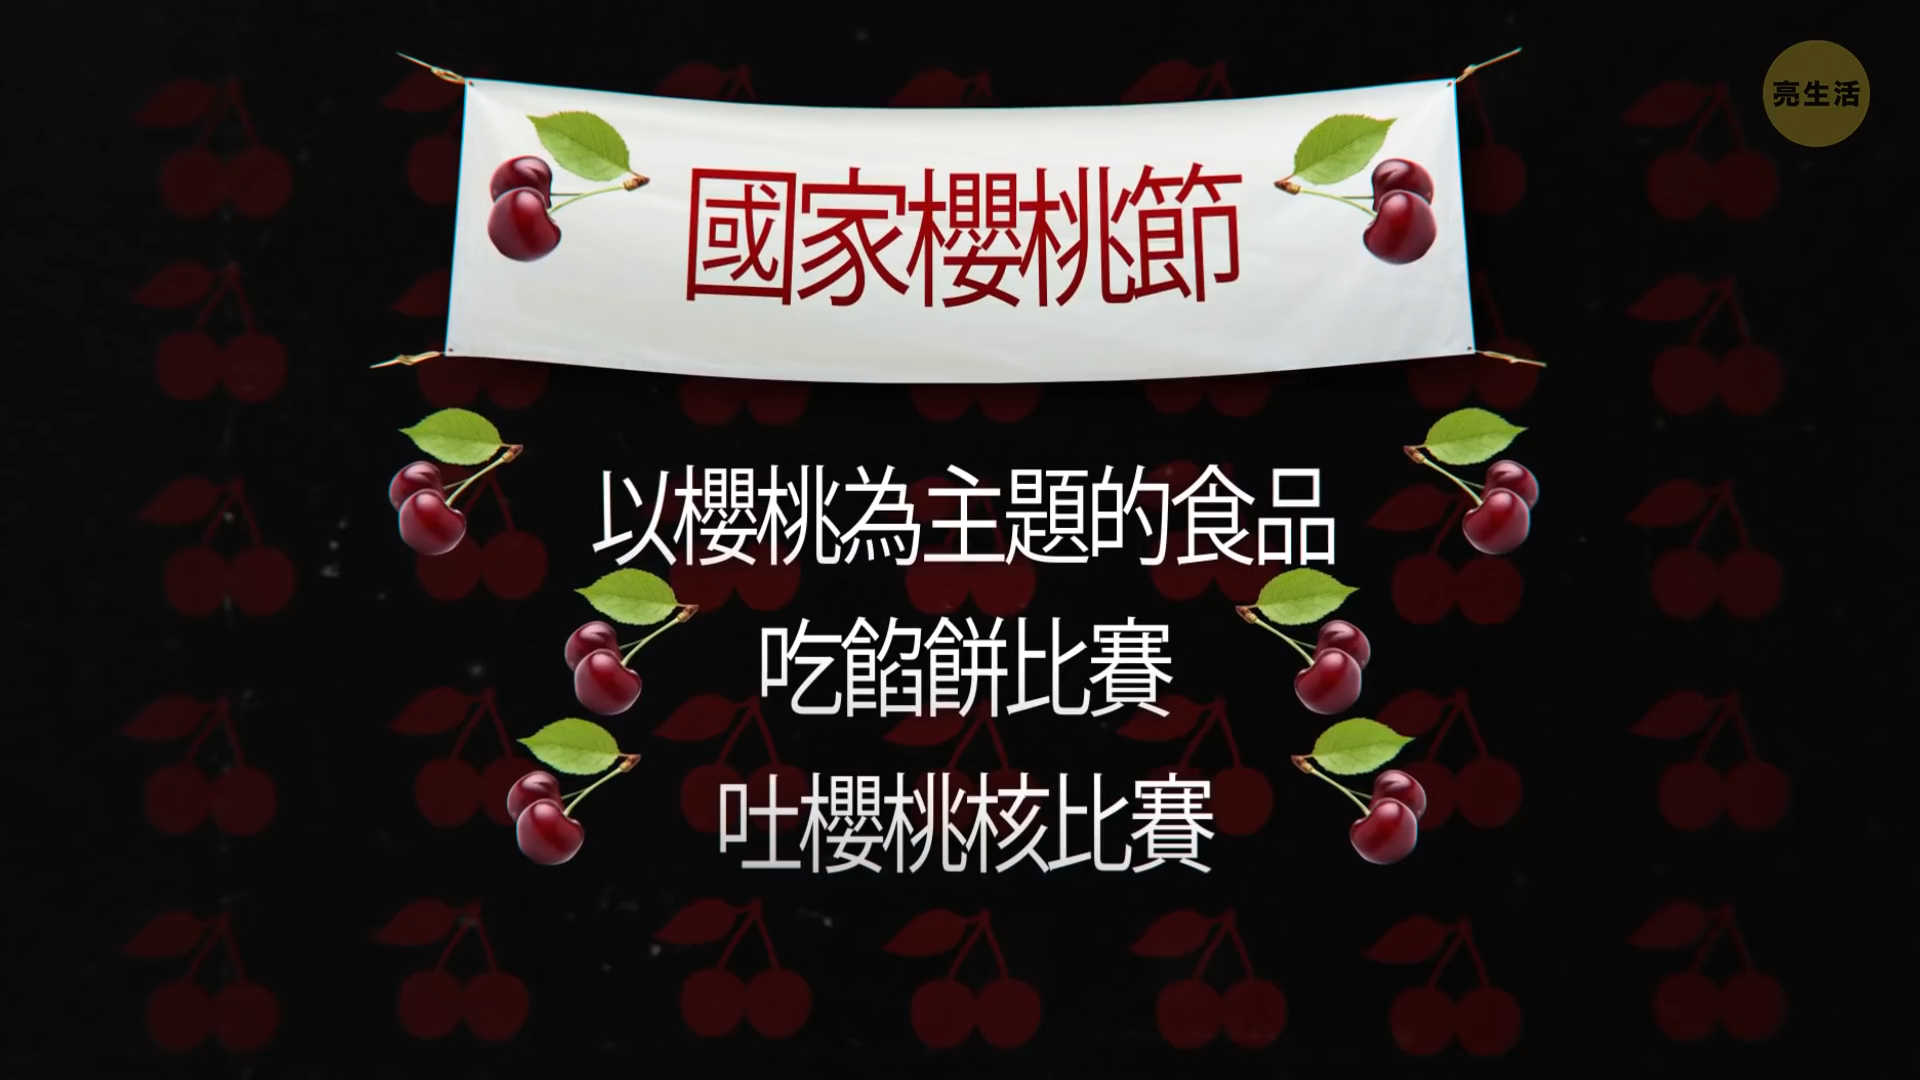 亮生活
國家櫻桃節
以櫻桃為主題的食品
吃餡餅比賽
吐櫻桃核比賽